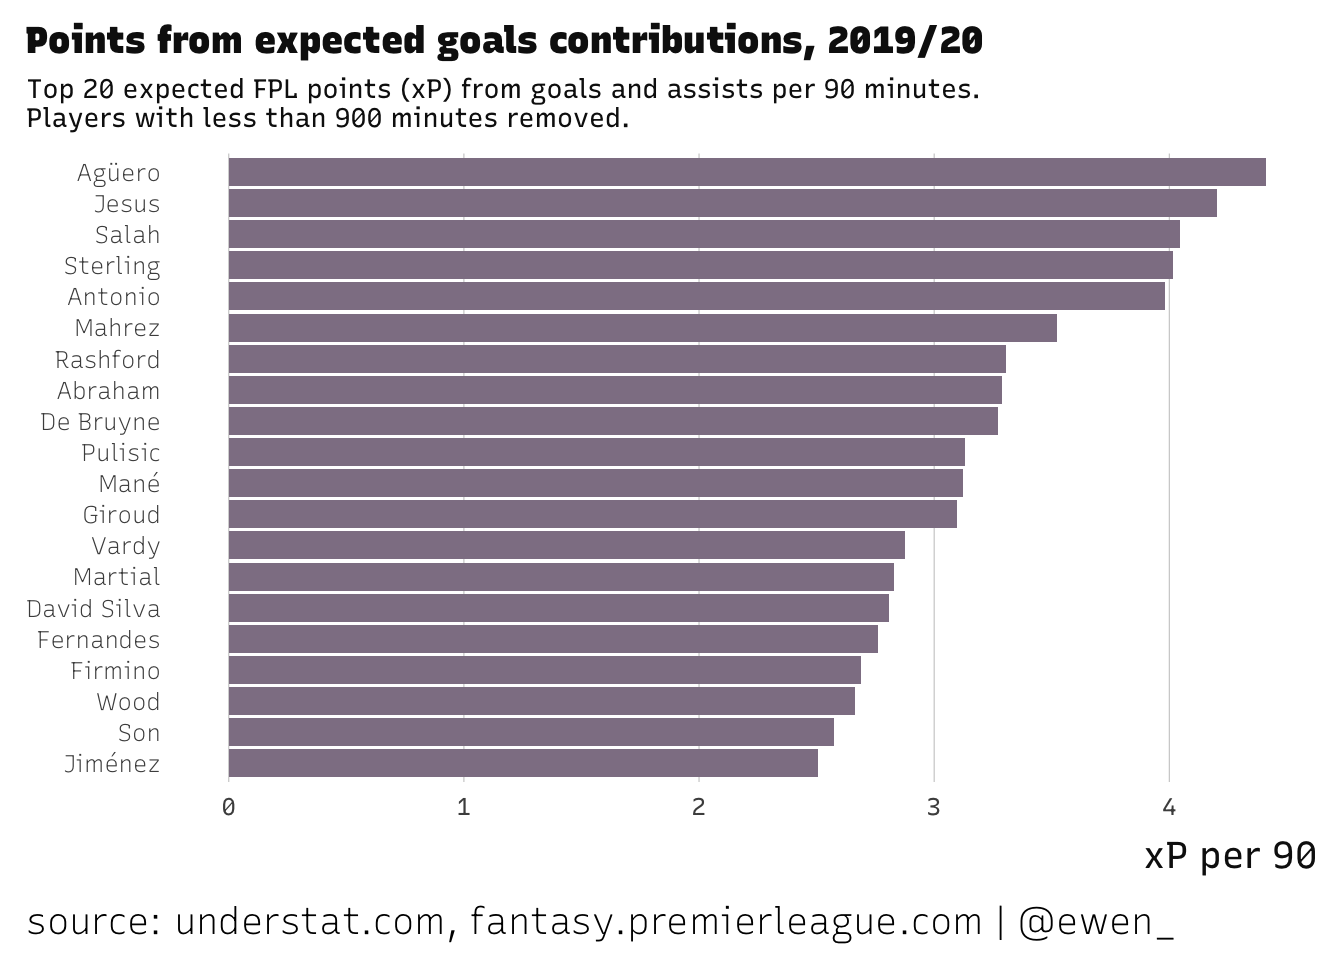 Points from expected goals contributions, 2019/20
Top 20 expected FPL points (xP) from goals and assists per 90 minutes.
Players with less than 900 minutes removed.
Agüero
Jesus
Salah
Sterling
Antonio
Mahrez
Rashford
Abraham
De Bruyne
Pulisic
Mané
Giroud
Vardy
Martial
David Silva
Fernandes
Firmino
Wood
Son
Jiménez
0 1 2 3 4
xP per 90
source: understat.com, fantasy.premierleague.com | @ewen_